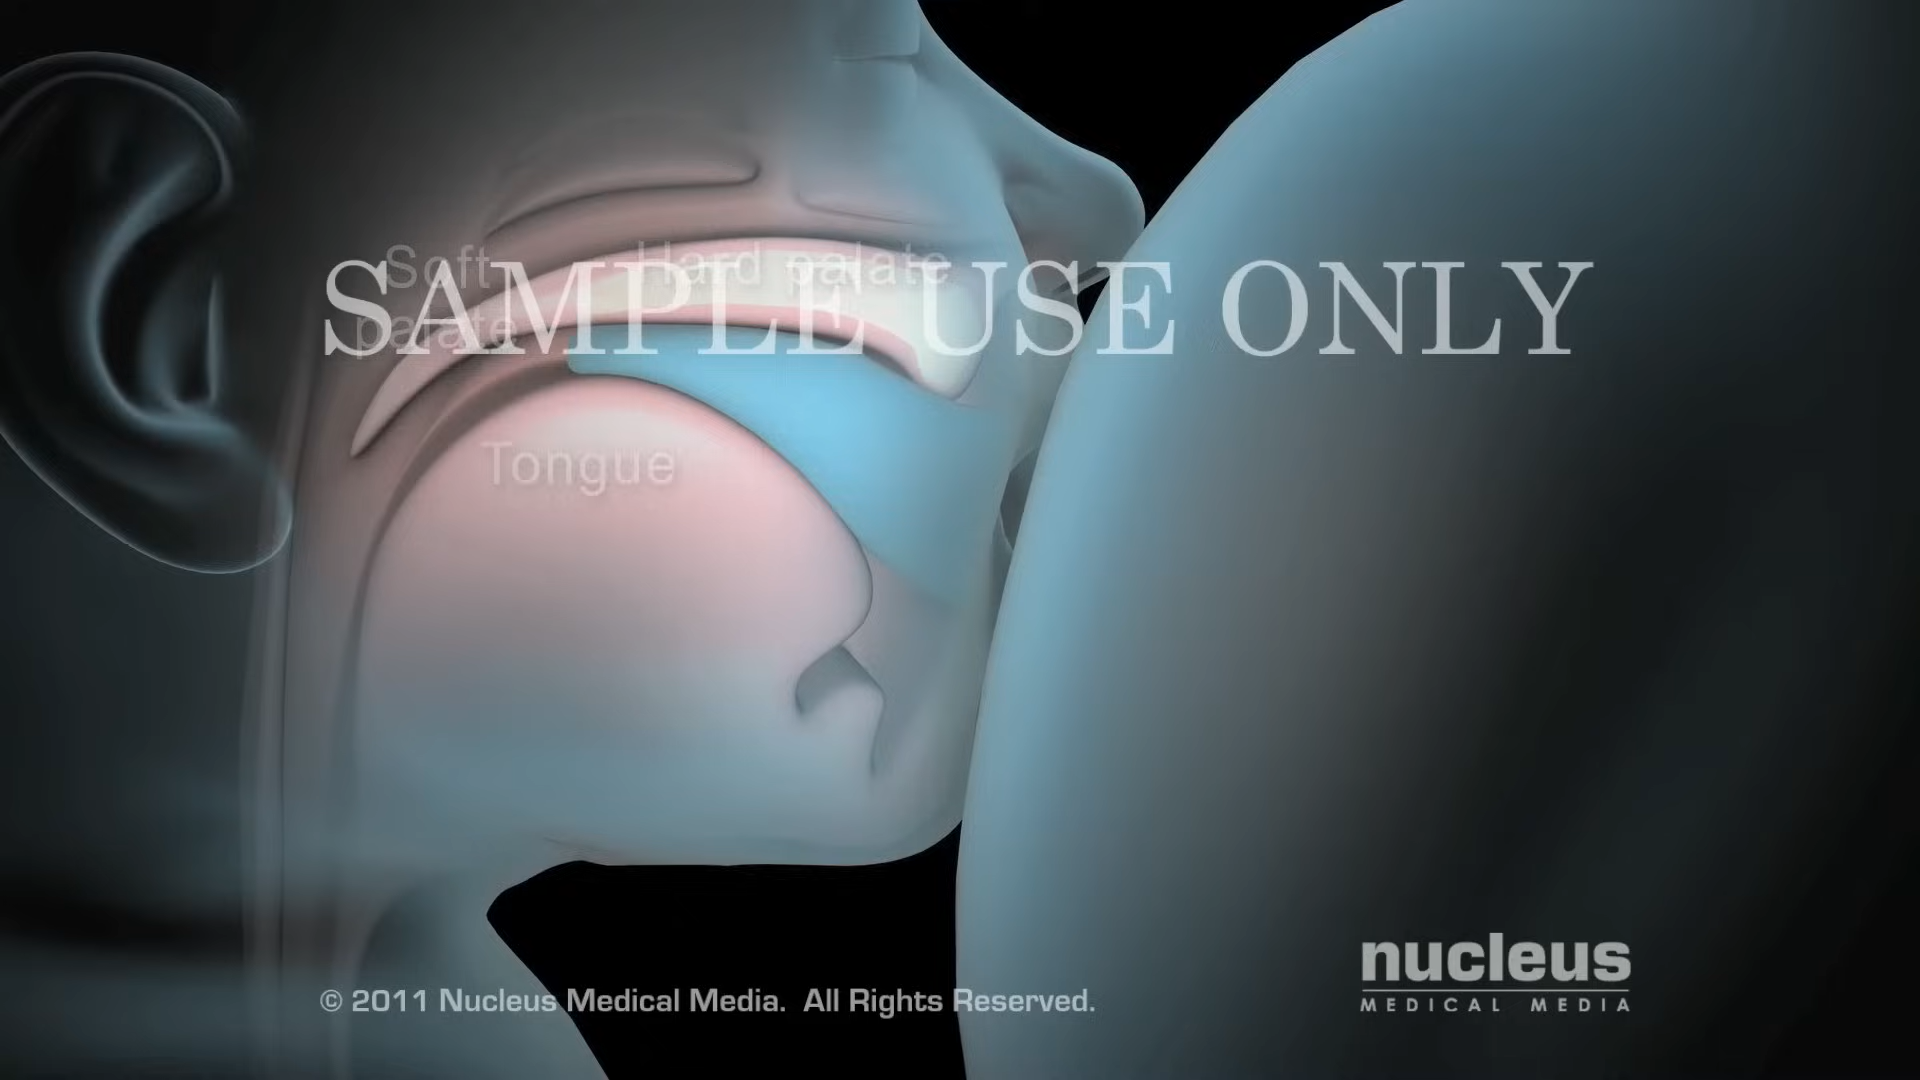 Soft
palate
Hard palate
SAMPLE USE ONLY
Tongue
© 2011 Nucleus Medical Media.  All Rights Reserved.
nucleus
MEDICAL MEDIA